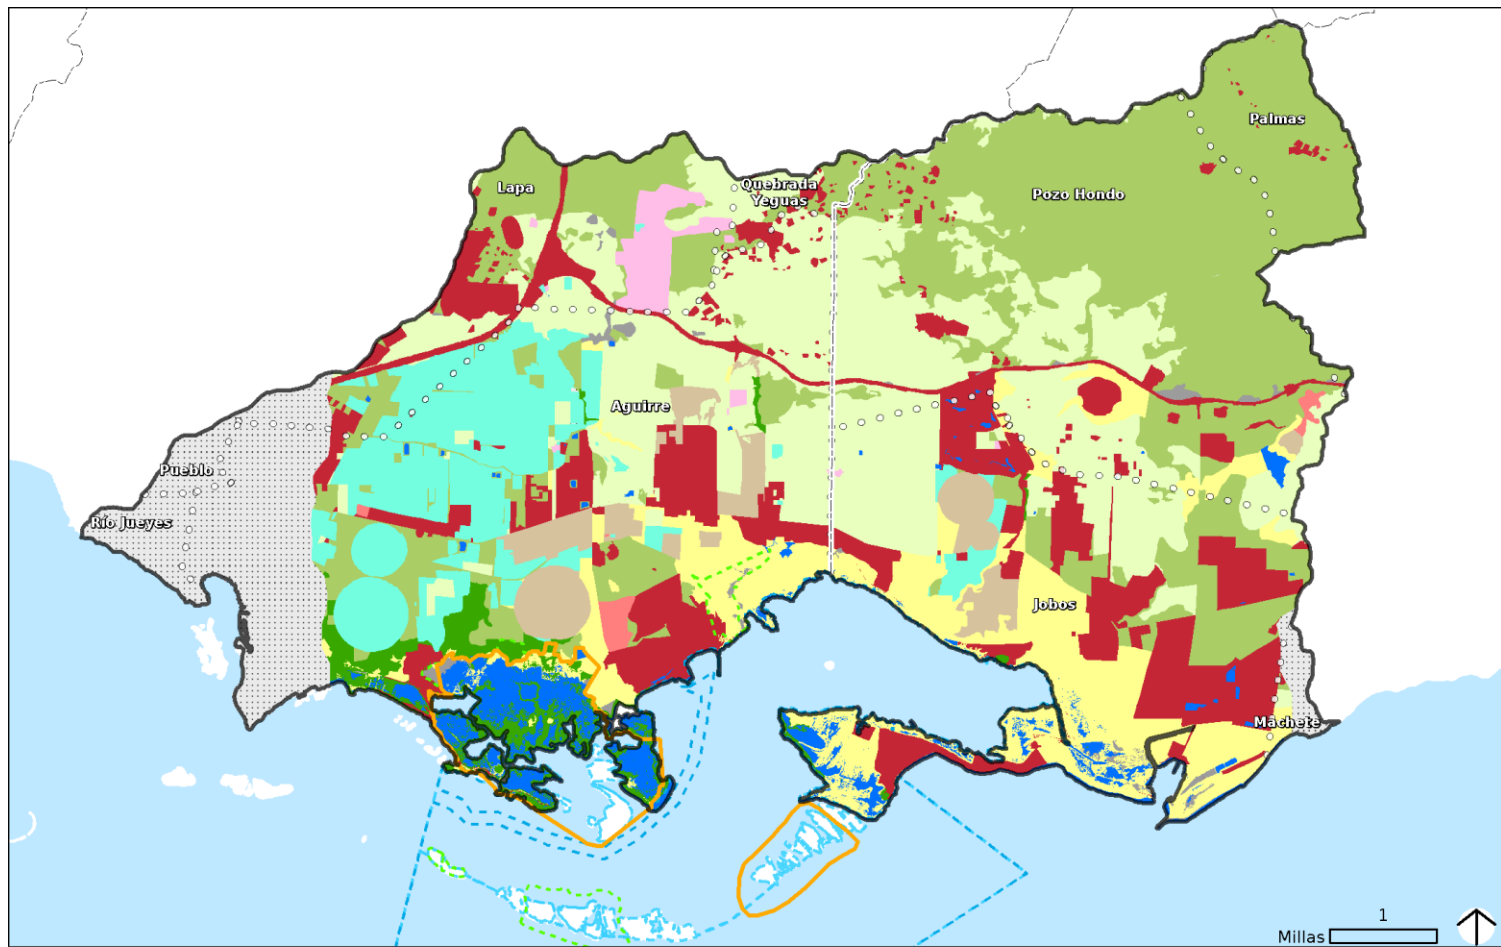 Palmas
Lapa
Quebrada
Yeguas
Pozo Hondo
Aguirre
Pueblo
Río Jueyes
Jobos
Machete
1
Millas